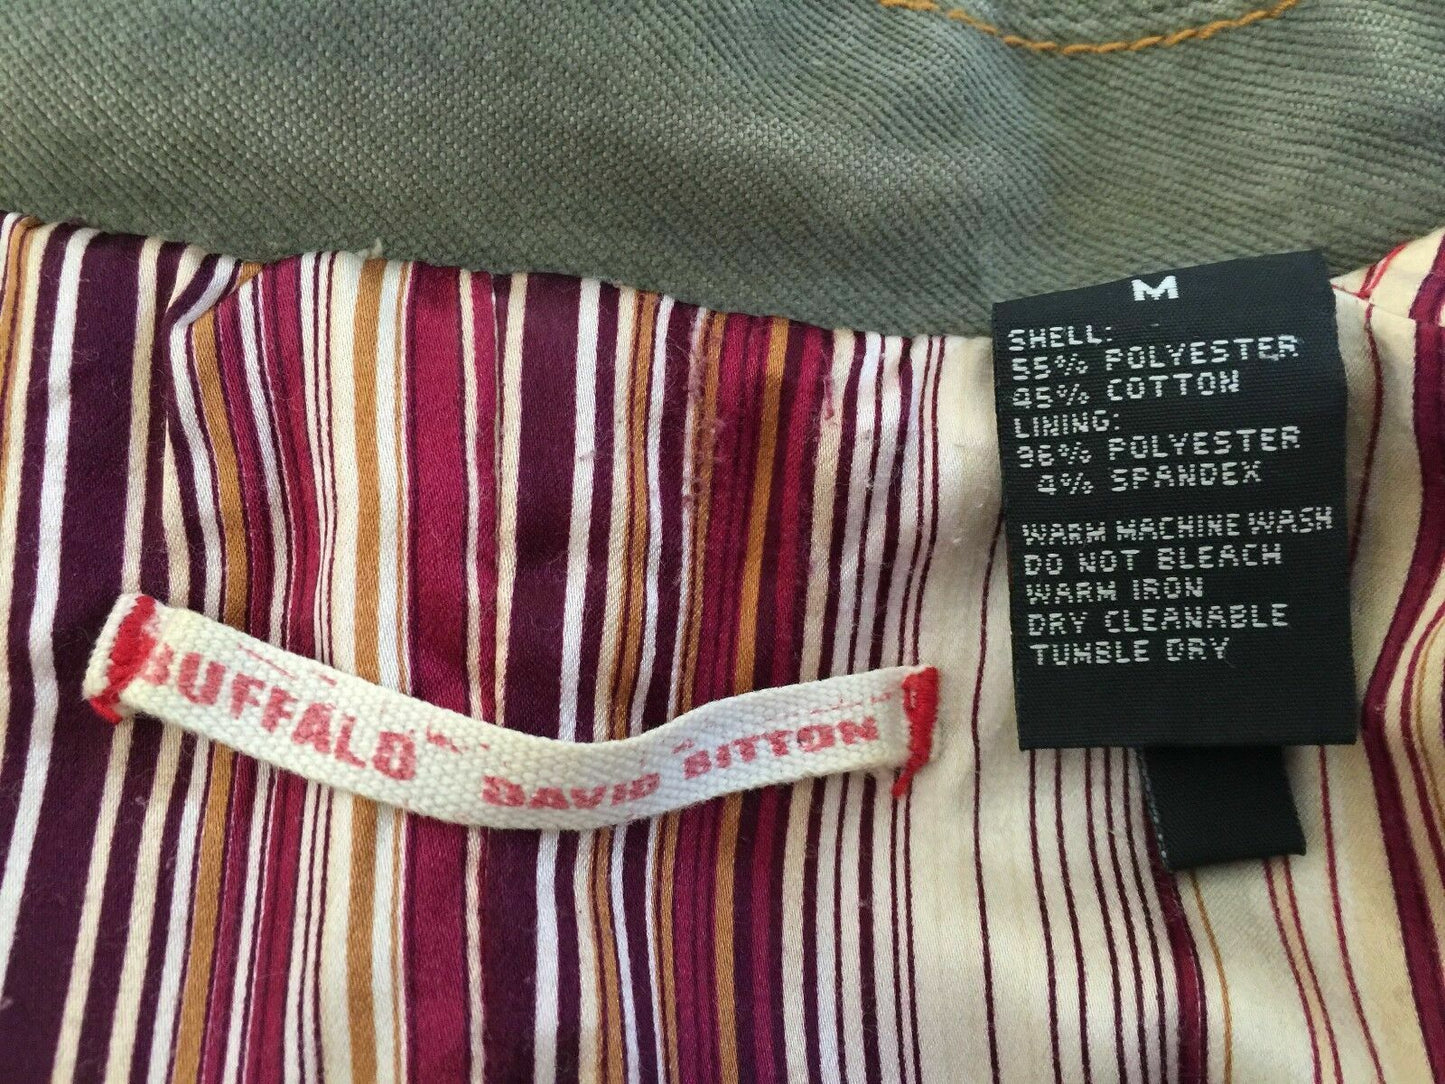 M
SHELL:
55% POLYESTER
45% COTTON
LINING:
96% POLYESTER
4% SPANDEX
WARM MACHINE WASH
DO NOT BLEACH
WARM IRON
DRY CLEANABLE
TUMBLE DRY
BUFFALO DAVID BITTON